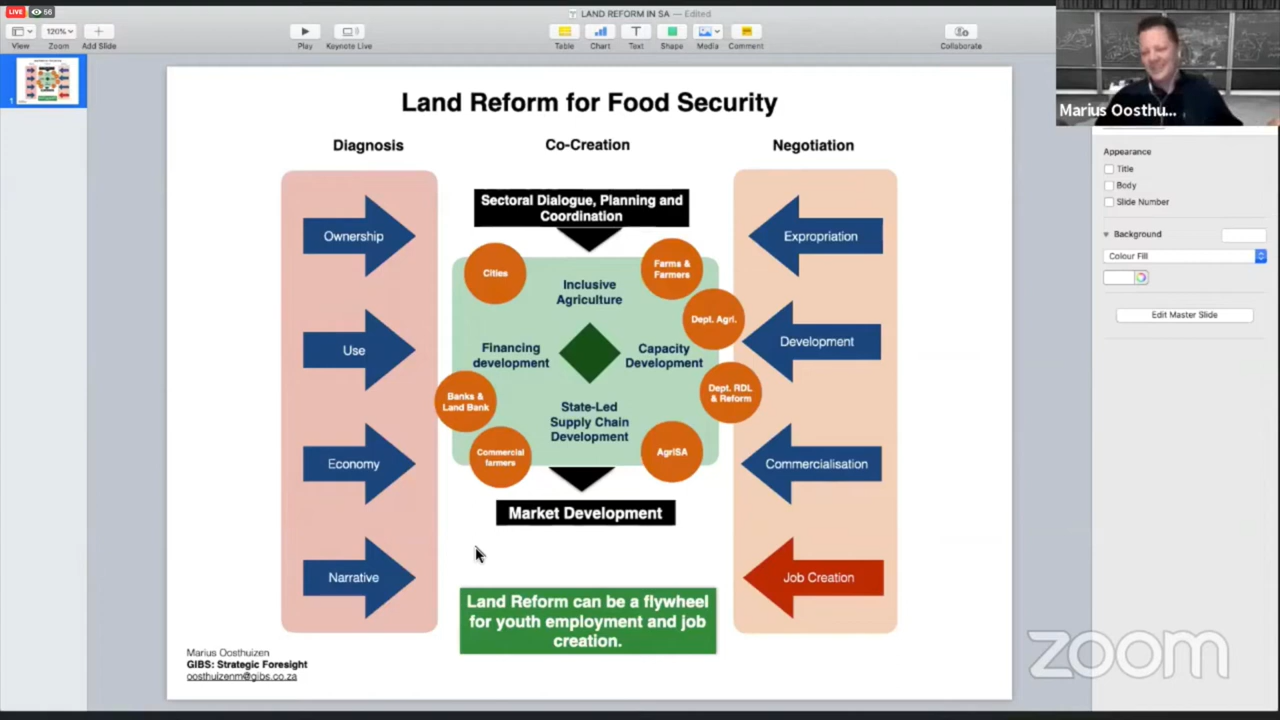 LIVE 56
LAND REFORM IN SA — Edited
120%
View Zoom Add Slide
Play Keynote Live
Table Chart Text Shape Media Comment
Collaborate
Marius Oosthu...
1
Land Reform for Food Security
Diagnosis
Co-Creation
Negotiation
Ownership
Use
Economy
Narrative
Sectoral Dialogue, Planning and
Coordination
Cities
Farms &
Farmers
Inclusive
Agriculture
Dept. Agri.
Financing
development
Capacity
Development
Banks &
Land Bank
Dept. RDL
& Reform
State-Led
Supply Chain
Development
Commercial
farmers
AgriSA
Market Development
Land Reform can be a flywheel
for youth employment and job
creation.
Expropriation
Development
Commercialisation
Job Creation
Marius Oosthuizen
GIBS: Strategic Foresight
oosthuizenm@gibs.co.za
Appearance
Title
Body
Slide Number
Background
Colour Fill
Edit Master Slide
zoom